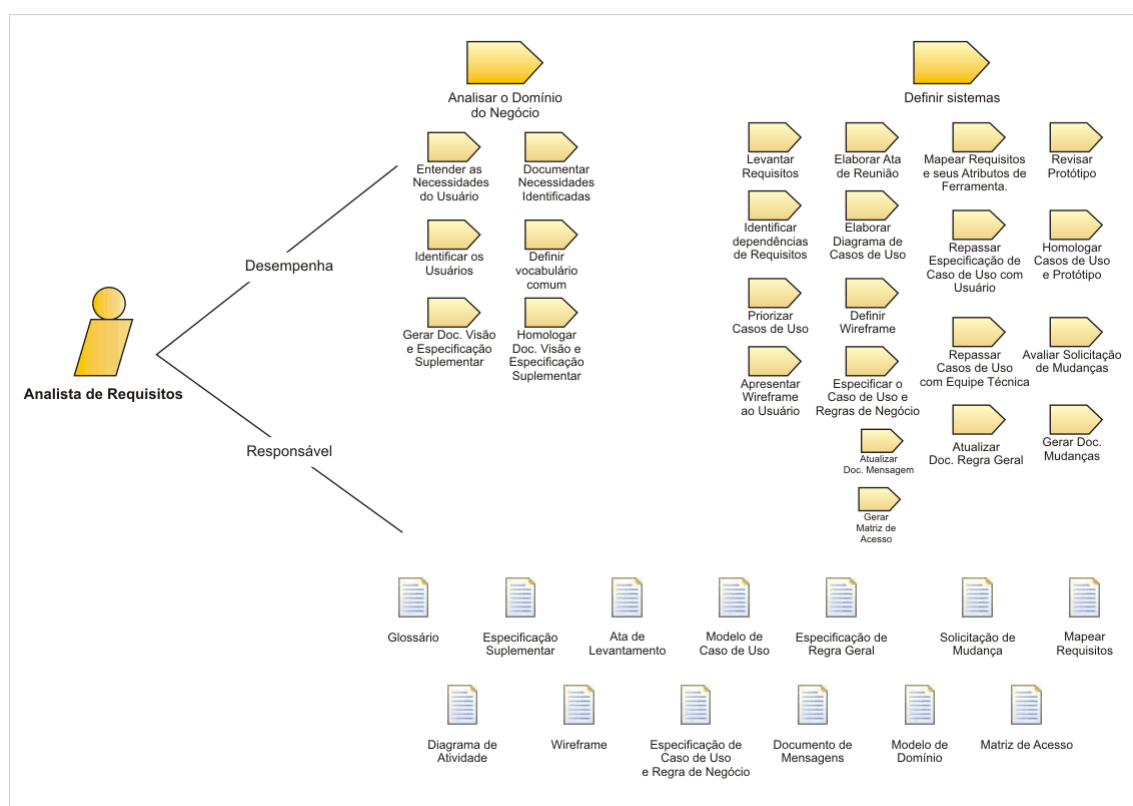 Analisar o Domínio
do Negócio
Definir sistemas
Entender as
Necessidades
do Usuário
Documentar
Necessidades
Identificadas
Identificar os
Usuários
Definir
vocabulário
comum
Gerar Doc. Visão
e Especificação
Suplementar
Homologar
Doc. Visão e
Especificação
Suplementar
Levantar
Requisitos
Elaborar Ata
de Reunião
Mapear Requisitos
e seus Atributos de
Ferramenta.
Revisar
Protótipo
Identificar
dependências
de Requisitos
Elaborar
Diagrama de
Casos de Uso
Repassar
Especificação de
Caso de Uso com
Usuário
Homologar
Casos de Uso
e Protótipo
Priorizar
Casos de Uso
Definir
Wireframe
Repassar
Casos de Uso
com Equipe Técnica
Avaliar Solicitação
de Mudanças
Apresentar
Wireframe
ao Usuário
Especificar o
Caso de Uso e
Regras de Negócio
Atualizar
Doc. Regra Geral
Gerar Doc.
Mudanças
Atualizar
Doc. Mensagem
Gerar
Matriz de
Acesso
Desempenha
Analista de Requisitos
Responsável
Glossário
Especificação
Suplementar
Ata de
Levantamento
Modelo de
Caso de Uso
Especificação de
Regra Geral
Solicitação de
Mudança
Mapear
Requisitos
Diagrama de
Atividade
Wireframe
Especificação de
Caso de Uso
e Regra de Negócio
Documento de
Mensagens
Modelo de
Domínio
Matriz de Acesso